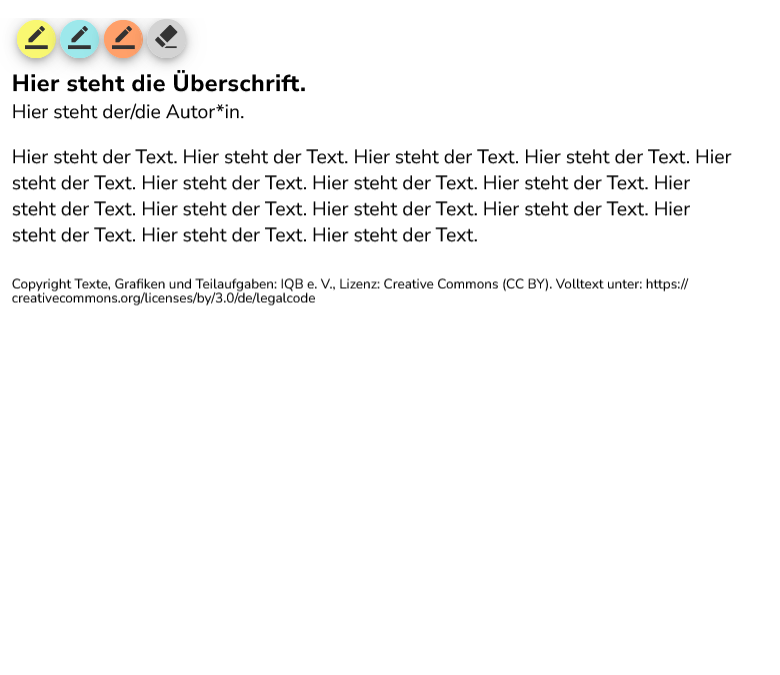 Hier steht die Überschrift.
Hier steht der/die Autor*in.
Hier steht der Text. Hier steht der Text. Hier steht der Text. Hier steht der Text. Hier
steht der Text. Hier steht der Text. Hier steht der Text. Hier steht der Text. Hier
steht der Text. Hier steht der Text. Hier steht der Text. Hier steht der Text. Hier
steht der Text. Hier steht der Text. Hier steht der Text.
Copyright Texte, Grafiken und Teilaufgaben: IQB e. V., Lizenz: Creative Commons (CC BY). Volltext unter: https://
creativecommons.org/licenses/by/3.0/de/legalcode